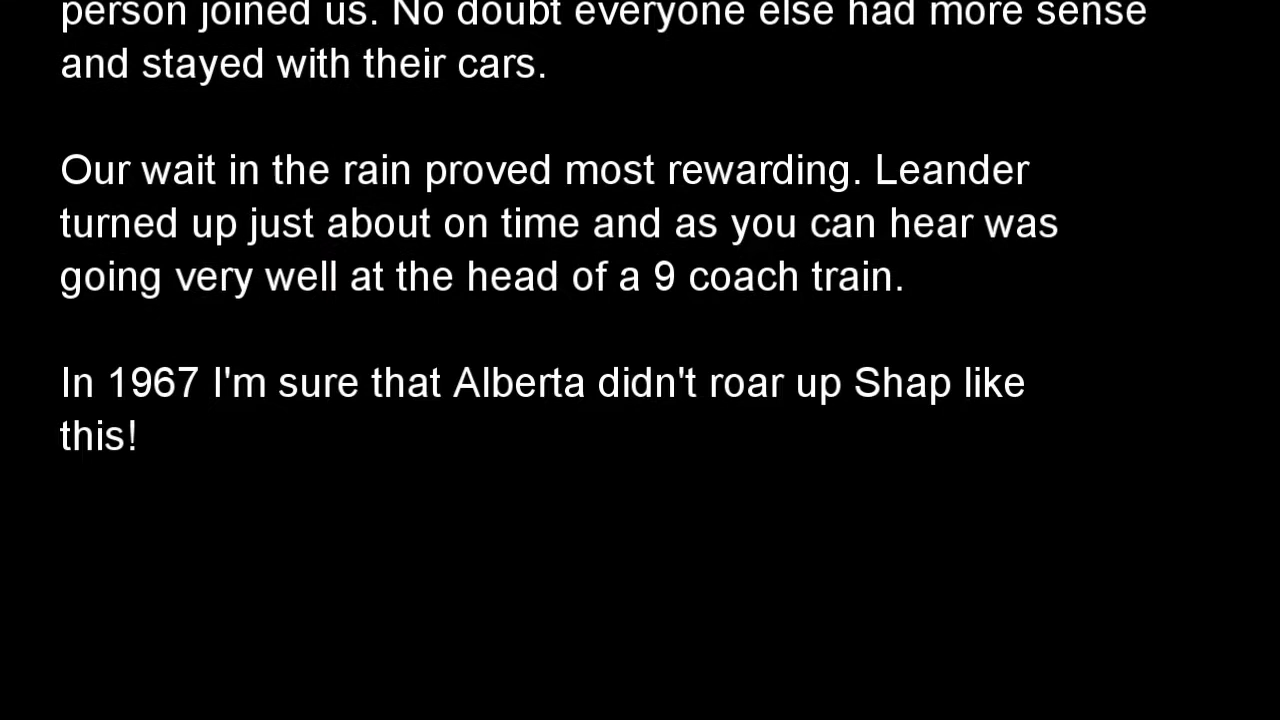 person joined us. No doubt everyone else had more sense
and stayed with their cars.
Our wait in the rain proved most rewarding. Leander
turned up just about on time and as you can hear was
going very well at the head of a 9 coach train.
In 1967 I'm sure that Alberta didn't roar up Shap like
this!